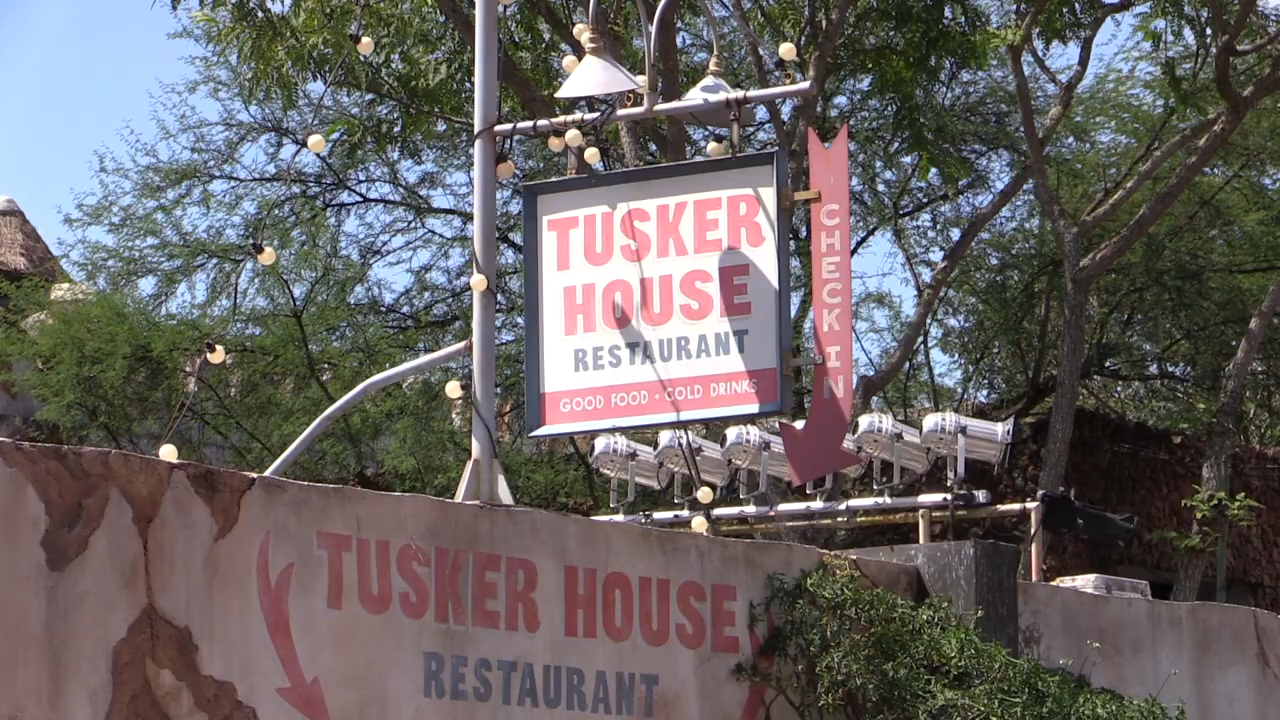 TUSKER
HOUSE
RESTAURANT
GOOD FOOD • COLD DRINKS
CHECK IN
TUSKER HOUSE
RESTAURANT